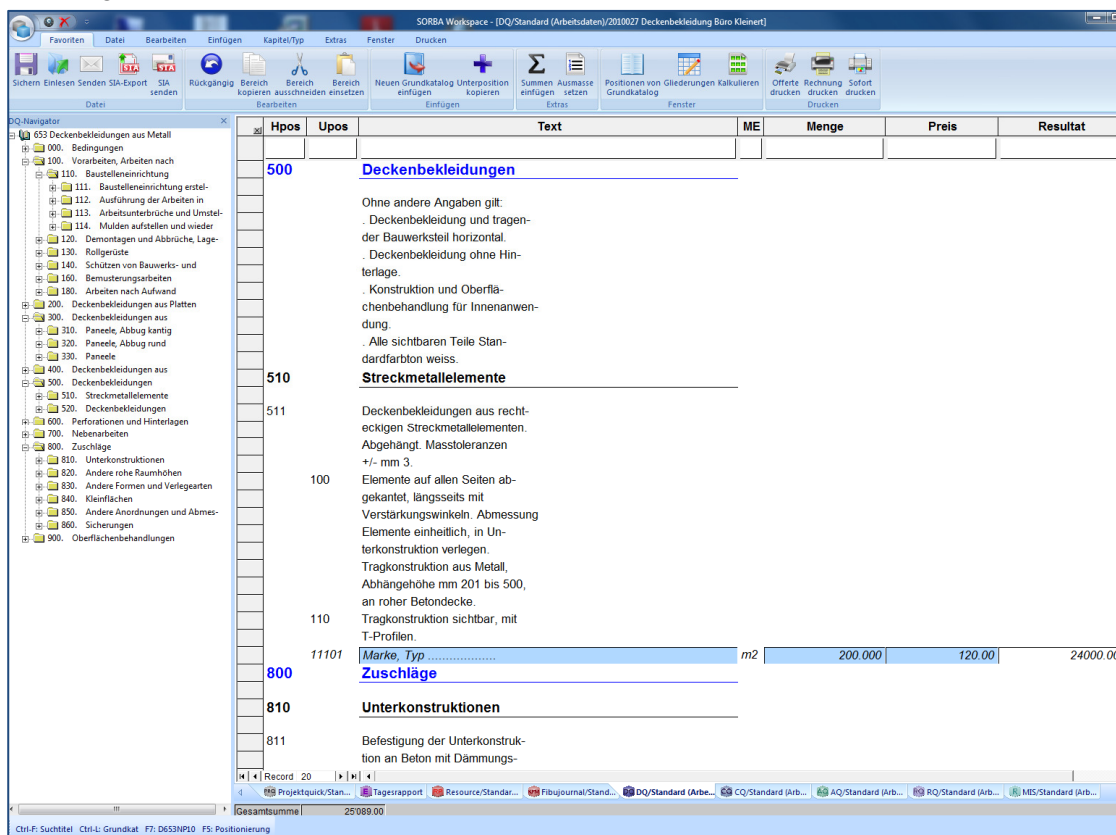 SORBA Workspace - [DQ/Standard (Arbeitsdaten)/2010027 Deckenbekleidung Büro Kleinert]
Favoriten Datei Bearbeiten Einfügen Kapitel/Typ Extras Fenster Drucken
Sichern Einlesen Senden SIA-Export SIA senden Rückgängig Bereich kopieren Bereich ausschneiden Bereich einsetzen Neuen Grundkatalog einfügen Unterposition kopieren Summen einfügen Ausmasse setzen Positionen von Grundkatalog Gliederungen Kalkulieren Offerte drucken Rechnung drucken Sofort drucken
Datei Bearbeiten Einfügen Extras Fenster Drucken
DQ-Navigator
653 Deckenbekleidungen aus Metall
000. Bedingungen
100. Vorarbeiten, Arbeiten nach
110. Baustelleneinrichtung
111. Baustelleneinrichtung erstel-
112. Ausführung der Arbeiten in
113. Arbeitsunterbrüche und Umstel-
114. Mulden aufstellen und wieder
120. Demontagen und Abbrüche, Lage-
130. Rollgerüste
140. Schützen von Bauwerks- und
160. Bemusterungsarbeiten
180. Arbeiten nach Aufwand
200. Deckenbekleidungen aus Platten
300. Deckenbekleidungen aus
310. Paneele, Abbug kantig
320. Paneele, Abbug rund
330. Paneele
400. Deckenbekleidungen aus
500. Deckenbekleidungen
510. Streckmetallelemente
520. Deckenbekleidungen
600. Perforationen und Hinterlagen
700. Nebenarbeiten
800. Zuschläge
810. Unterkonstruktionen
820. Andere rohe Raumhöhen
830. Andere Formen und Verlegearten
840. Kleinflächen
850. Andere Anordnungen und Abmes-
860. Sicherungen
900. Oberflächenbehandlungen
Hpos Upos Text ME Menge Preis Resultat
500 Deckenbekleidungen
Ohne andere Angaben gilt:
. Deckenbekleidung und tragen-
der Bauwerksteil horizontal.
. Deckenbekleidung ohne Hin-
terlage.
. Konstruktion und Oberflä-
chenbehandlung für Innenanwen-
dung.
. Alle sichtbaren Teile Stan-
dardfarbton weiss.
510 Streckmetallelemente
511 Deckenbekleidungen aus recht-
eckigen Streckmetallelementen.
Abgehängt. Masstoleranzen
+/- mm 3.
100 Elemente auf allen Seiten ab-
gekantet, längsseits mit
Verstärkungswinkeln. Abmessung
Elemente einheitlich, in Un-
terkonstruktion verlegen.
Tragkonstruktion aus Metall,
Abhängehöhe mm 201 bis 500,
an roher Betondecke.
110 Tragkonstruktion sichtbar, mit
T-Profilen.
11101 Marke, Typ ................... m2 200.000 120.00 24000.00
800 Zuschläge
810 Unterkonstruktionen
811 Befestigung der Unterkonstruk-
tion an Beton mit Dämmungs-
Record 20
Projektquick/Stan... Tagesrapport Resource/Standar... Fibujournal/Stand... DQ/Standard (Arbe... CQ/Standard (Arb... AQ/Standard (Arb... RQ/Standard (Arb... MIS/Standard (Arb...
Gesamtsumme 25'089.00
Ctrl-F: Suchtitel Ctrl-L: Grundkat F7: D653NP10 F5: Positionierung